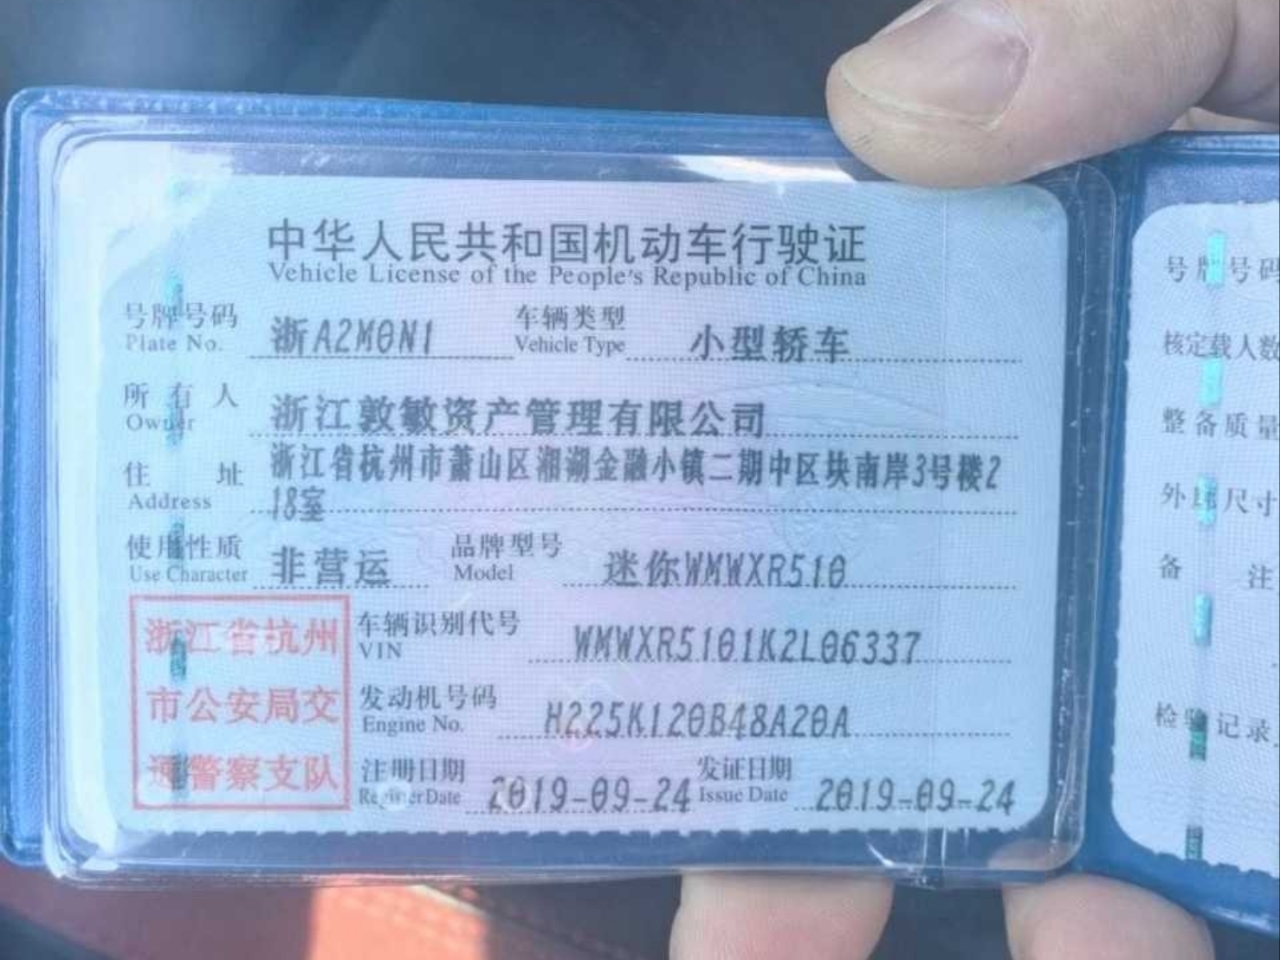 中华人民共和国机动车行驶证
Vehicle License of the People's Republic of China
号牌号码 浙A2M0N1 车辆类型 小型轿车
Plate No. Vehicle Type
所有人 浙江敦敏资产管理有限公司
Owner
住址 浙江省杭州市萧山区湘湖金融小镇二期中区块南岸3号楼2
Address 18室
使用性质 非营运 品牌型号 迷你WMWXR510
Use Character Model
浙江省杭州
市公安局交
通警察支队
车辆识别代号 WMWXR5101K2L06337
VIN
发动机号码 H225K120B48A20A
Engine No.
注册日期 2019-09-24 发证日期 2019-09-24
Register Date Issue Date
号牌号码
核定载人数
整备质量
外廓尺寸
备注
检验记录